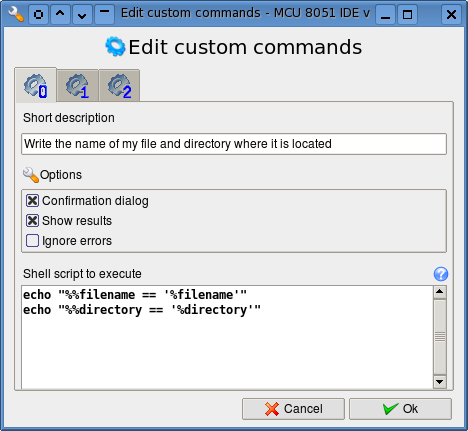 Edit custom commands - MCU 8051 IDE v
Edit custom commands
0 1 2
Short description
Write the name of my file and directory where it is located
Options
Confirmation dialog
Show results
Ignore errors
Shell script to execute
echo "%%filename == '%filename'"
echo "%%directory == '%directory'"
Cancel Ok